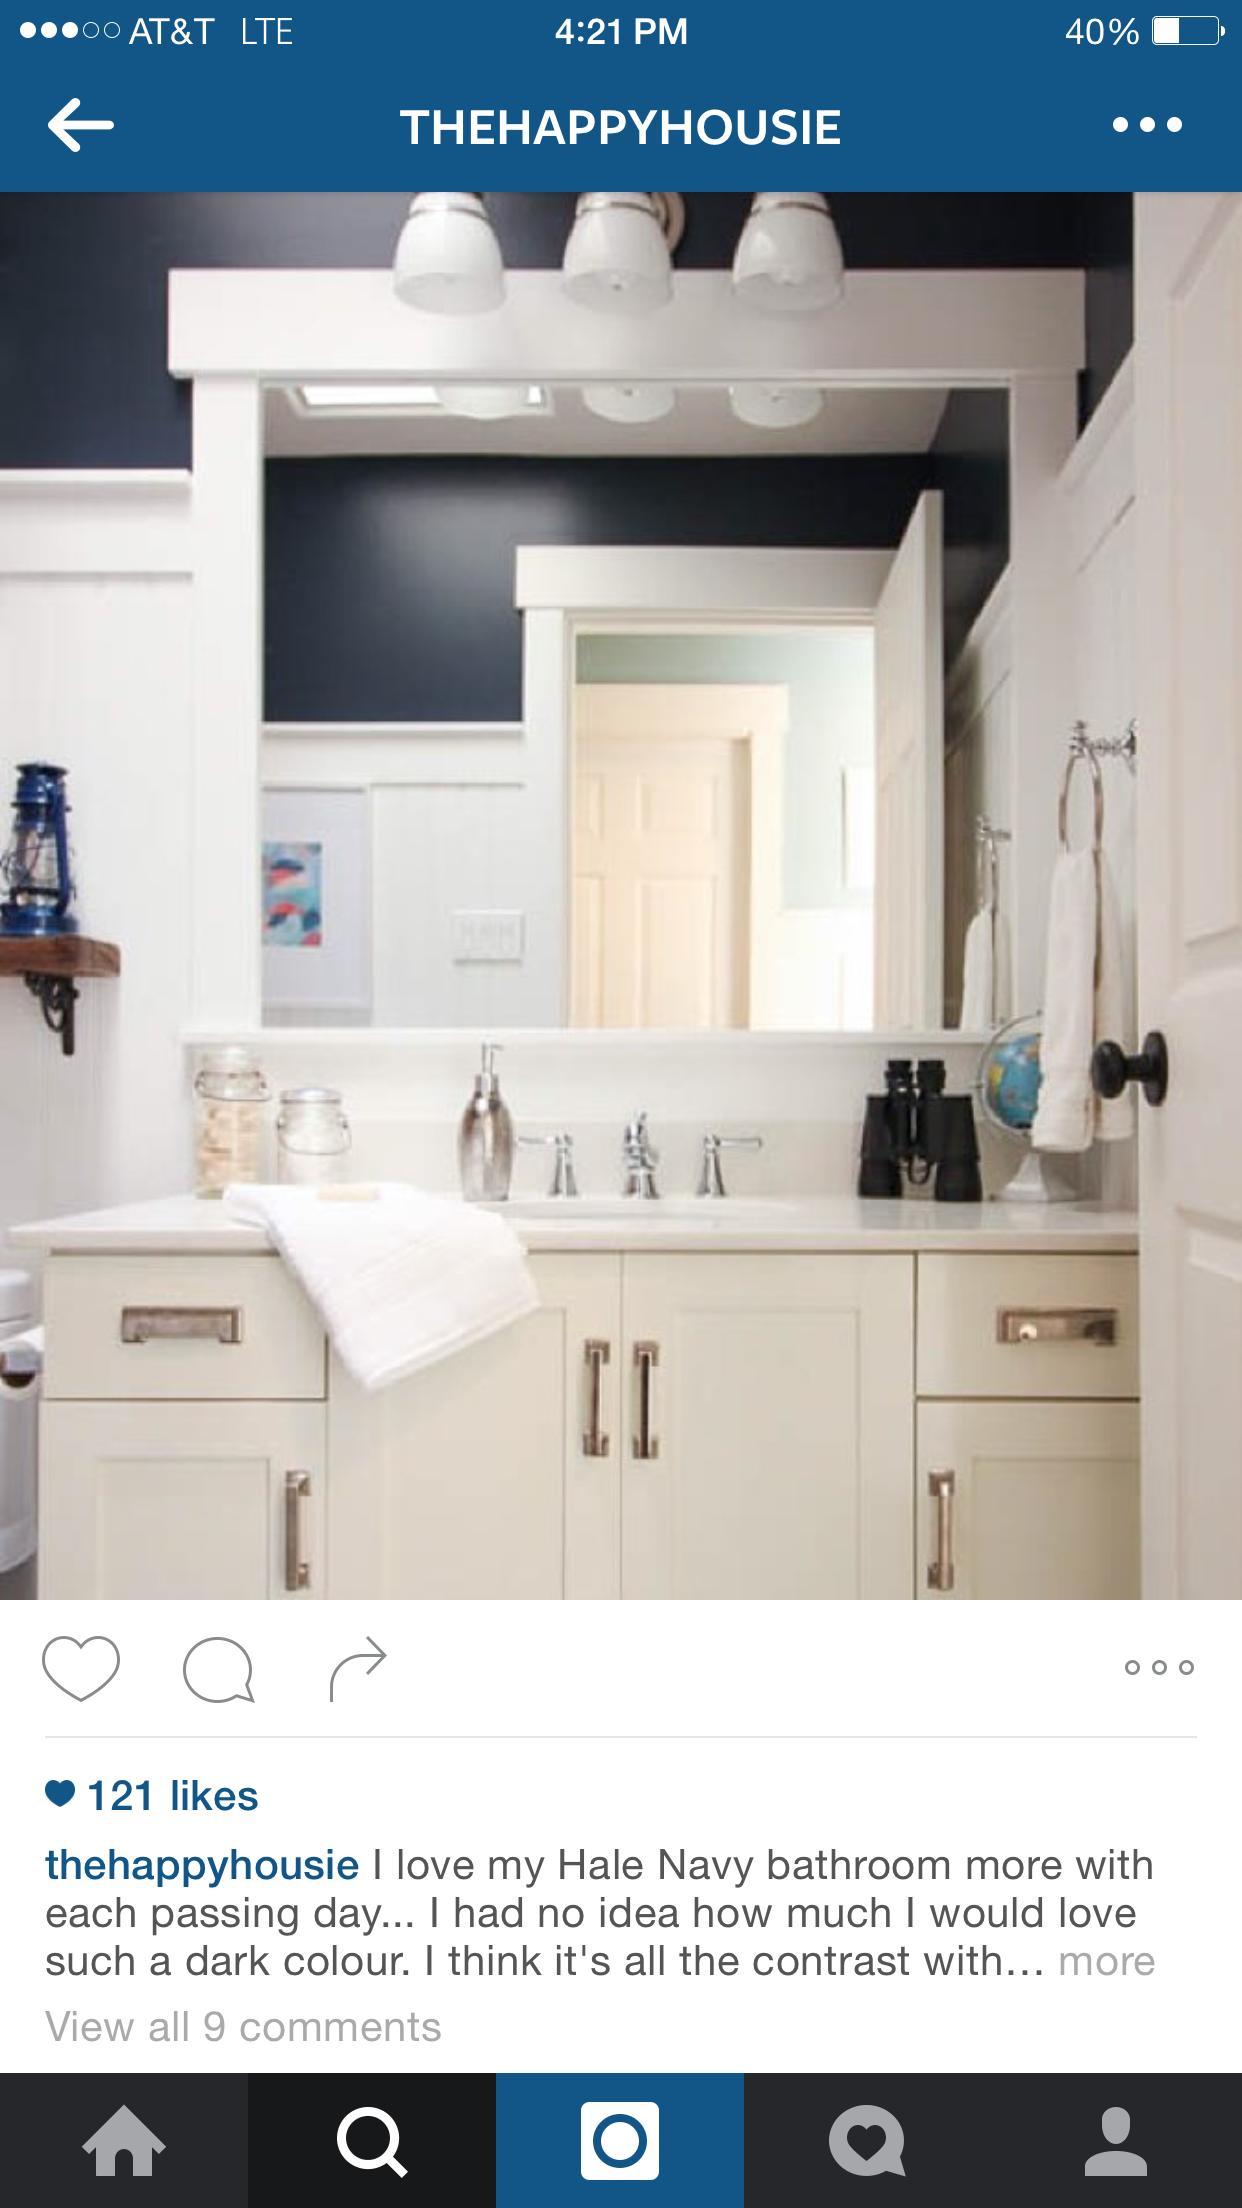 AT&T LTE 4:21 PM 40%
THEHAPPYHOUSIE
121 likes
thehappyhousie I love my Hale Navy bathroom more with
each passing day... I had no idea how much I would love
such a dark colour. I think it's all the contrast with... more
View all 9 comments